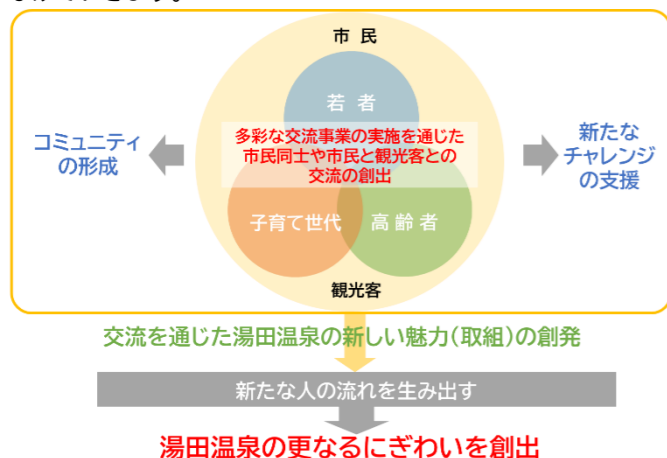 市 民
若 者
多彩な交流事業の実施を通じた
市民同士や市民と観光客との
交流の創出
コミュニティ
の形成
新たな
チャレンジ
の支援
子育て世代
高 齢 者
観光客
交流を通じた湯田温泉の新しい魅力(取組)の創発
新たな人の流れを生み出す
湯田温泉の更なるにぎわいを創出